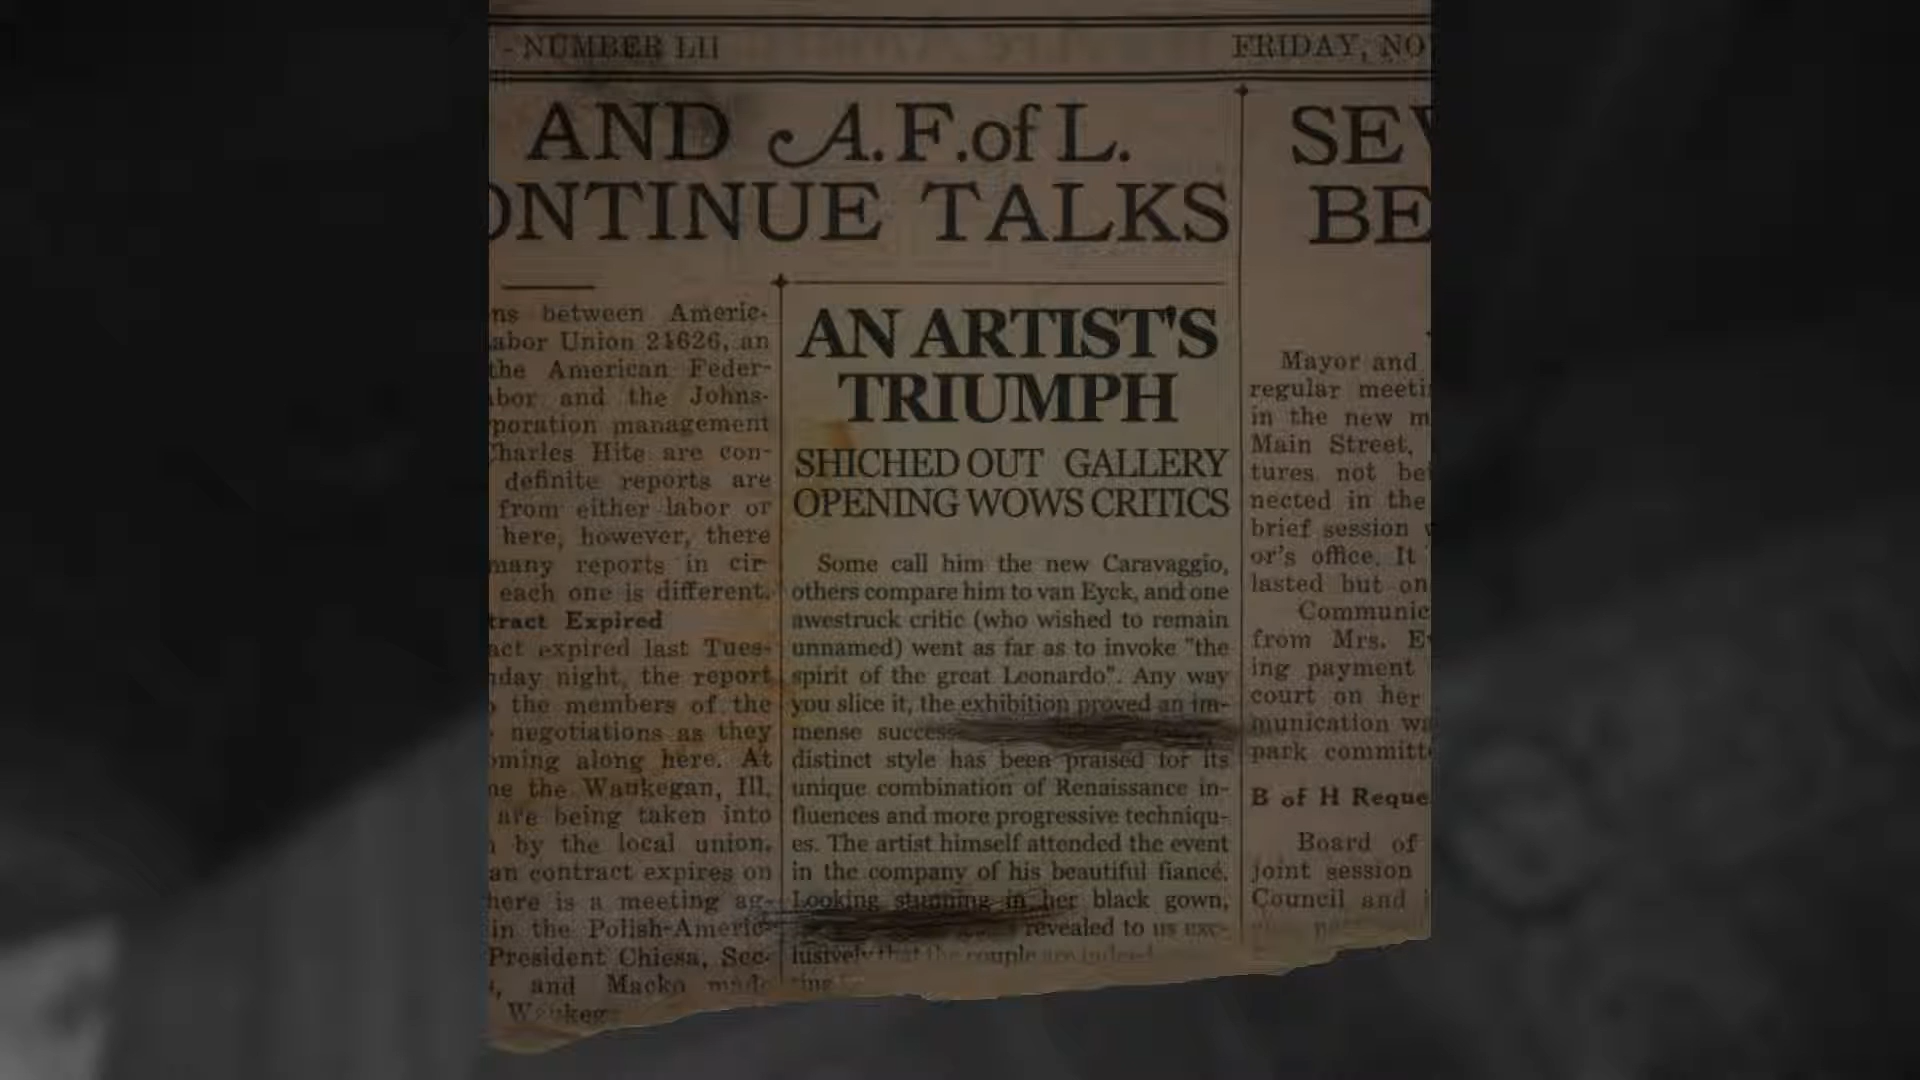 - NUMBER LII
FRIDAY, NO
AND A.F. of L.
ONTINUE TALKS
SEV
BE
ns between Americ-
abor Union 21626, an
the American Feder-
bor and the Johns-
poration management
Charles Hite are con-
definite reports are
from either labor or
here, however, there
many reports in cir-
each one is different.
tract Expired
act expired last Tues-
day night, the report
the members of the
negotiations as they
oming along here. At
ne the Waukegan, Ill.
are being taken into
by the local union.
an contract expires on
here is a meeting ag-
in the Polish-Americ-
President Chiesa, Sec-
, and Macko made
Waukeg
AN ARTIST'S
TRIUMPH
SHICHED OUT GALLERY
OPENING WOWS CRITICS
Some call him the new Caravaggio,
others compare him to van Eyck, and one
awestruck critic (who wished to remain
unnamed) went as far as to invoke "the
spirit of the great Leonardo". Any way
you slice it, the exhibition proved an im-
mense success
distinct style has been praised for its
unique combination of Renaissance in-
fluences and more progressive techniqu-
es. The artist himself attended the event
in the company of his beautiful fiancé.
Looking stunning in her black gown,
revealed to us exc-
lusively that the couple are indeed
ting
Mayor and
regular meeti
in the new m
Main Street,
tures not bei
nected in the
brief session
or's office. It
lasted but on
Communic
from Mrs. E
ing payment
court on her
munication wa
park committe
B of H Reque
Board of
joint session
Council and